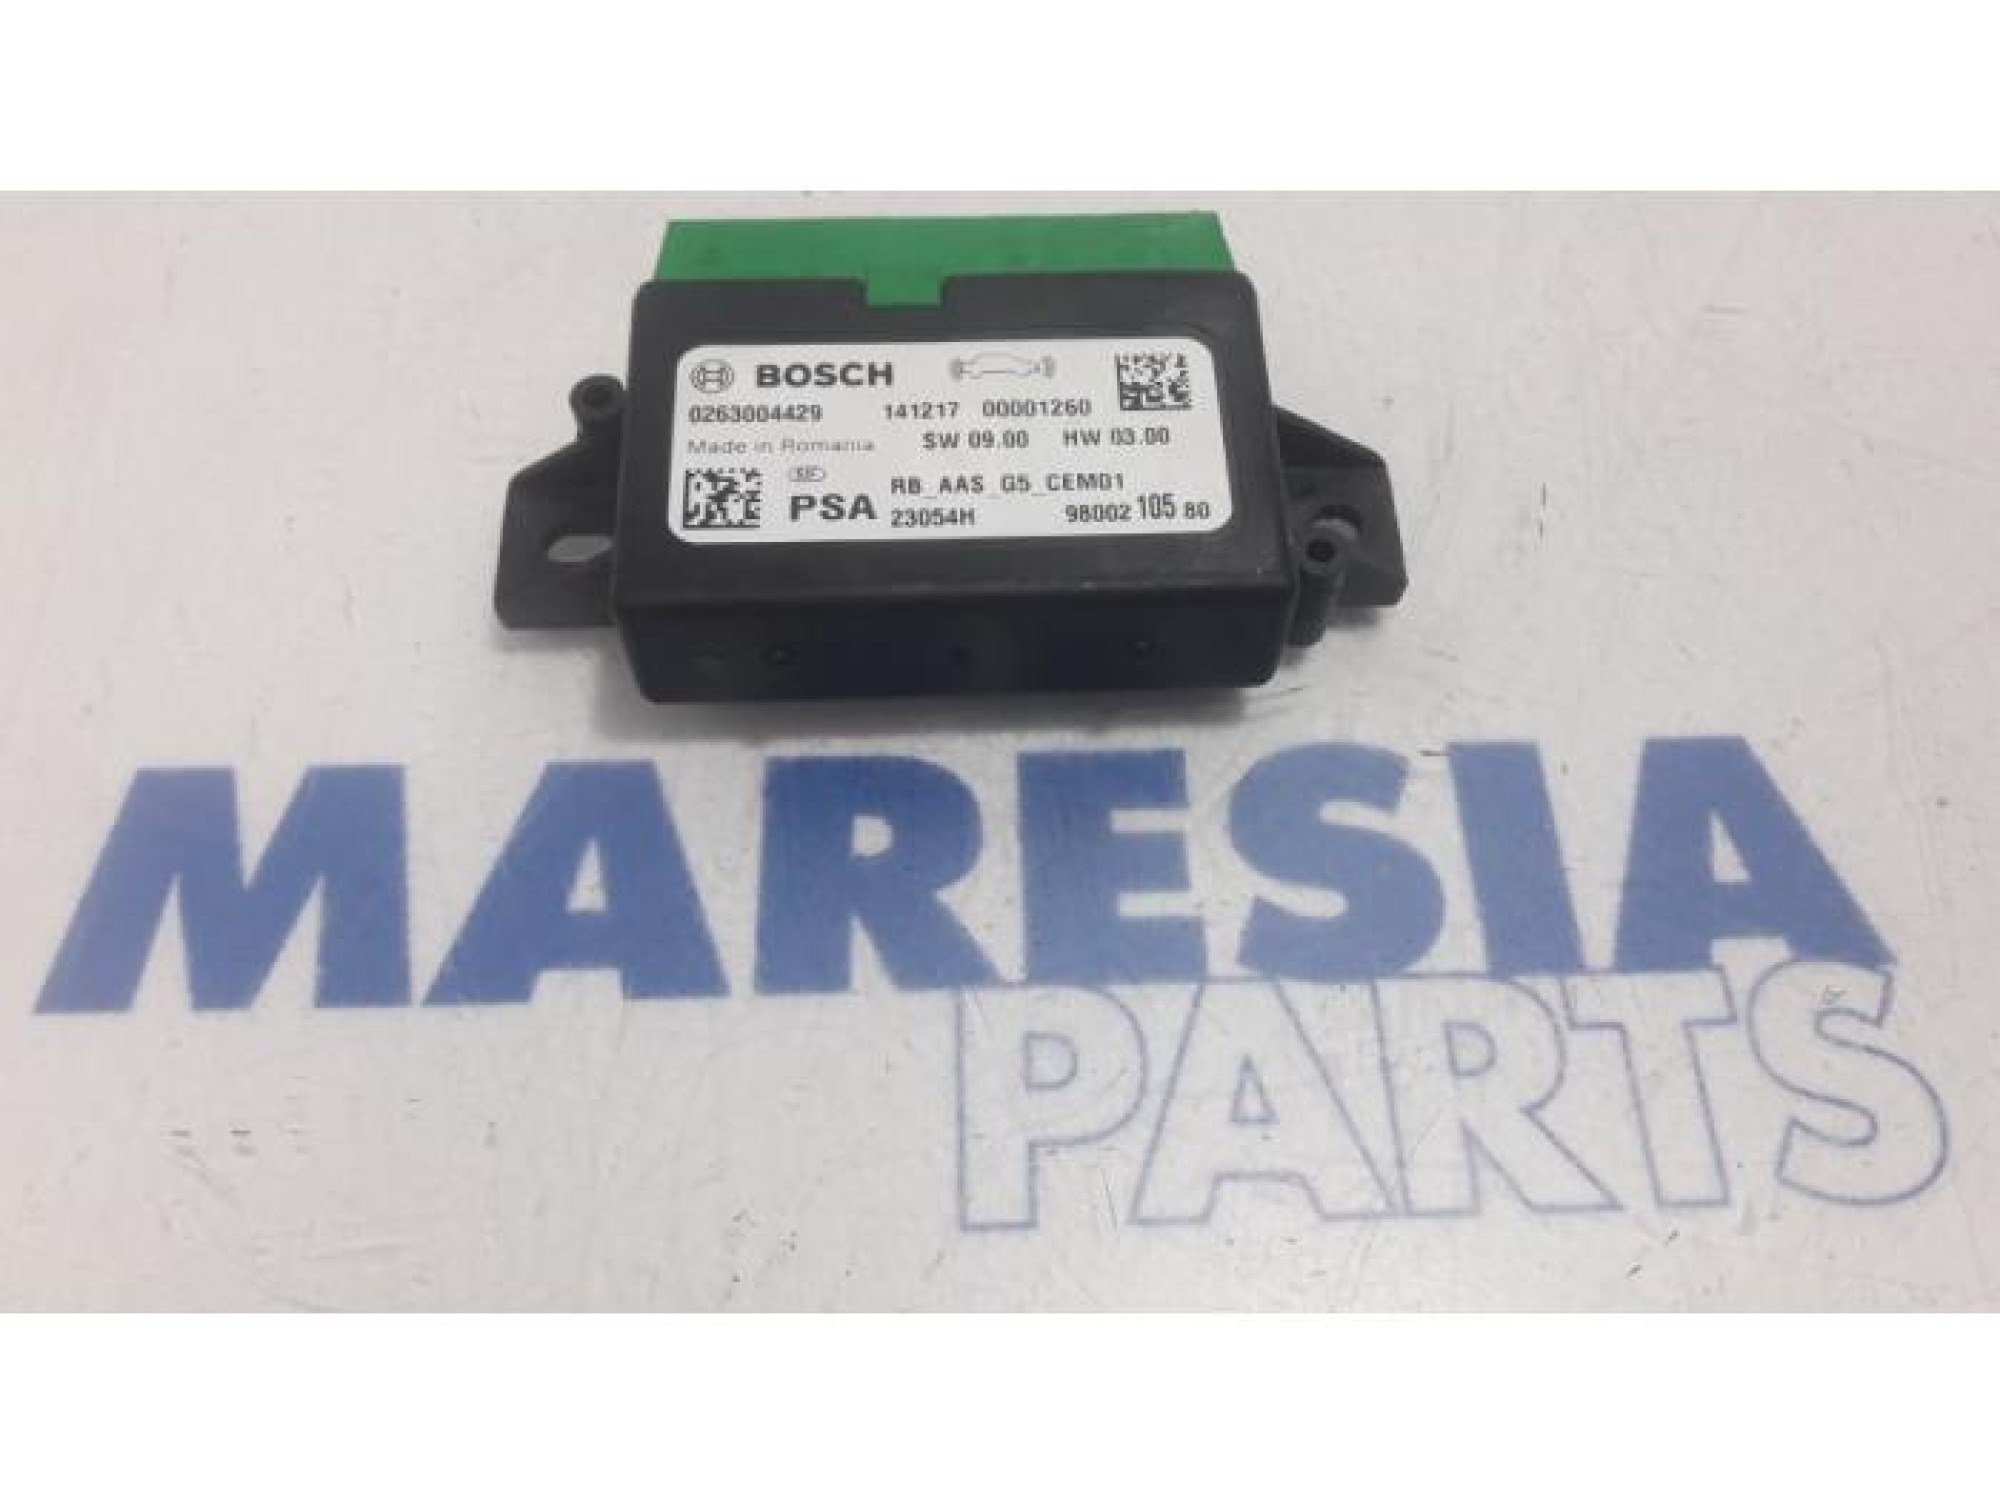 BOSCH
0263004429 141217 00001260
Made in Romania SW 09.00 HW 03.00
PSA RB_AAS_G5_CEM01
23054H 98002 105 80
MARESIA
PARTS